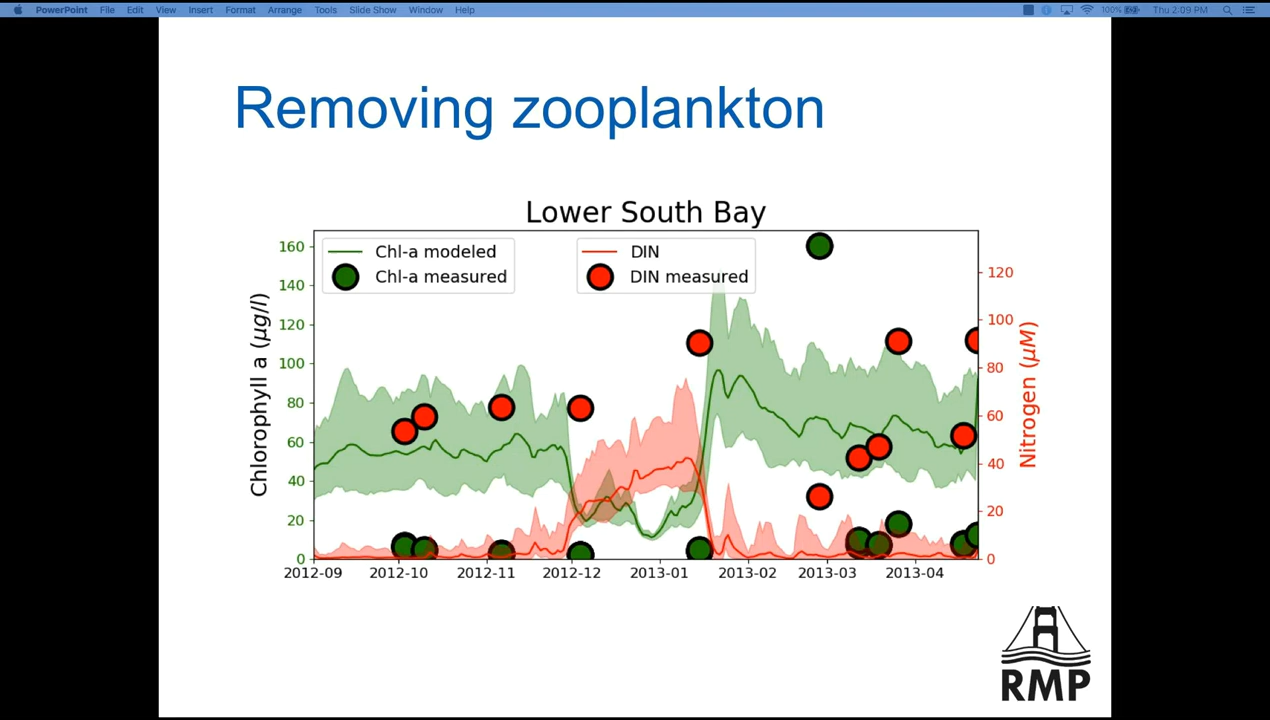 PowerPoint File Edit View Insert Format Arrange Tools Slide Show Window Help 100% Thu 2:09 PM
Removing zooplankton
Lower South Bay
Chl-a modeled
Chl-a measured
DIN
DIN measured
Chlorophyll a (µg/l)
160
140
120
100
80
60
40
20
0
120
100
80
60
40
20
0
Nitrogen (µM)
2012-09 2012-10 2012-11 2012-12 2013-01 2013-02 2013-03 2013-04
RMP